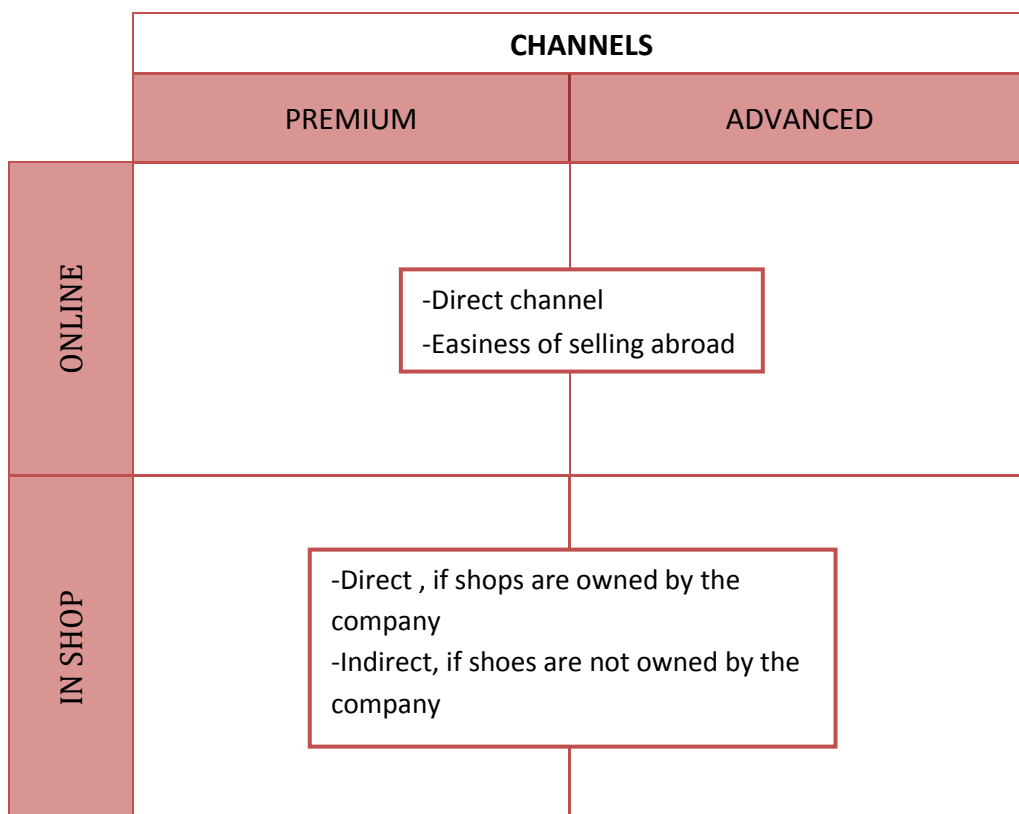 CHANNELS
PREMIUM
ADVANCED
ONLINE
-Direct channel
-Easiness of selling abroad
IN SHOP
-Direct , if shops are owned by the
company
-Indirect, if shoes are not owned by the
company